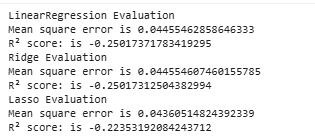 LinearRegression Evaluation
Mean square error is 0.04455462858646333
R² score: is -0.25017371783419295
Ridge Evaluation
Mean square error is 0.044554607460155785
R² score: is -0.25017312504382994
Lasso Evaluation
Mean square error is 0.04360514824392339
R² score: is -0.22353192084243712